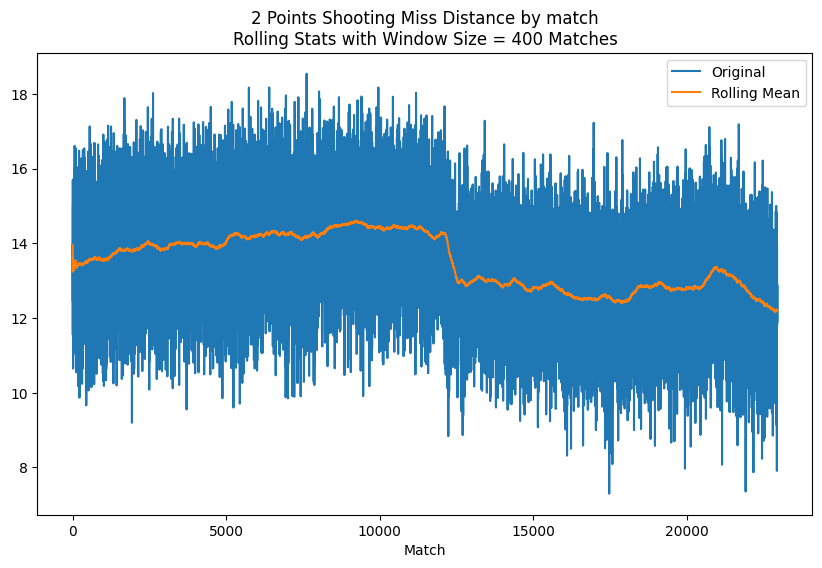 2 Points Shooting Miss Distance by match
Rolling Stats with Window Size = 400 Matches
Original
Rolling Mean
18
16
14
12
10
8
0
5000
10000
15000
20000
Match